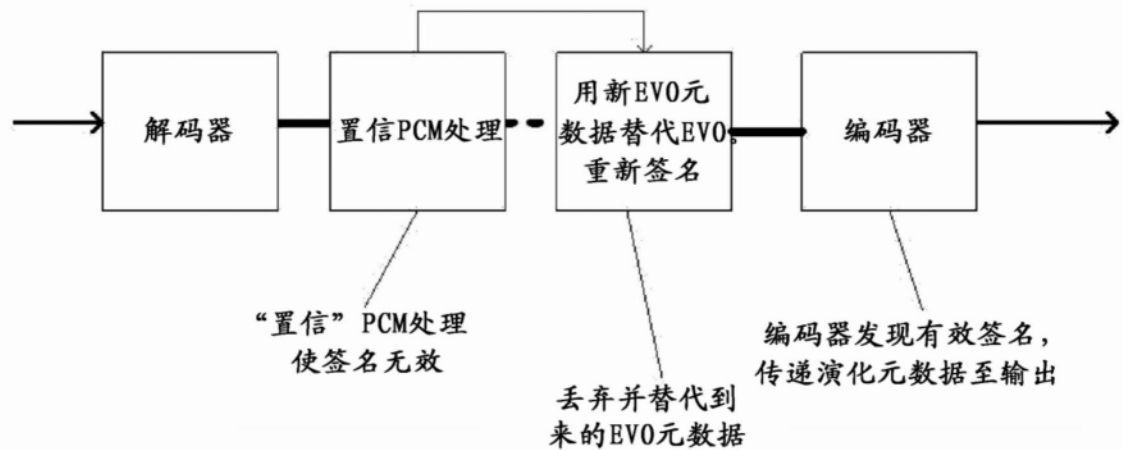 解码器
置信PCM处理
用新EVO元
数据替代EVO。
重新签名
编码器
“置信”PCM处理
使签名无效
丢弃并替代到
来的EVO元数据
编码器发现有效签名，
传递演化元数据至输出